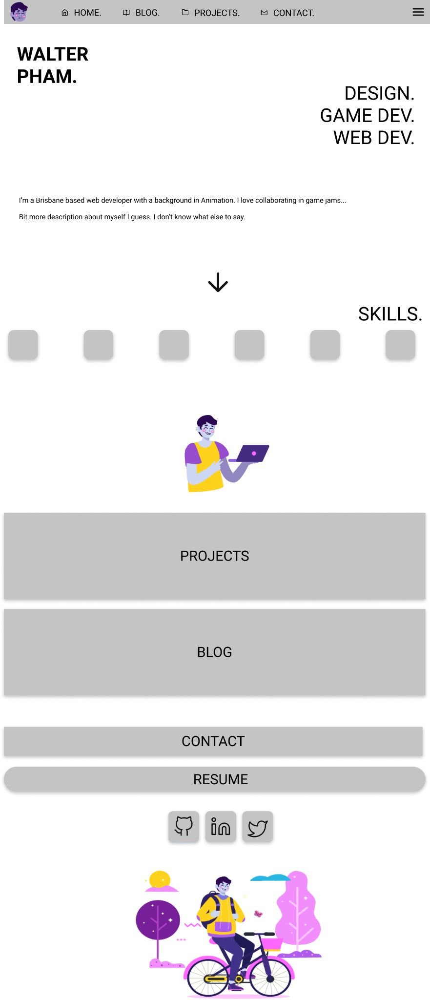 HOME. BLOG. PROJECTS. CONTACT.
WALTER
PHAM.
DESIGN.
GAME DEV.
WEB DEV.
I’m a Brisbane based web developer with a background in Animation. I love collaborating in game jams...
Bit more description about myself I guess. I don’t know what else to say.
SKILLS.
PROJECTS
BLOG
CONTACT
RESUME